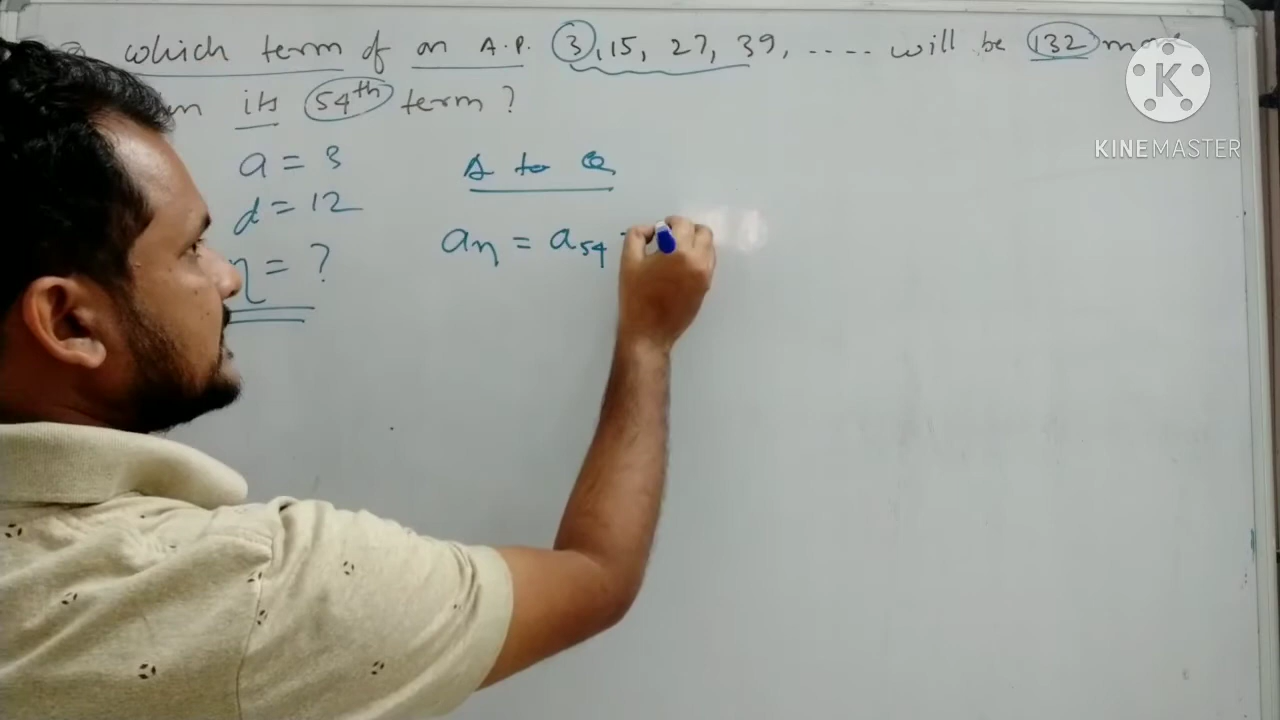 which term of an A.P. 3, 15, 27, 39, .... will be 132
its 54th term ?
a = 3
d = 12
n = ?
A to Q
an = a54
K
KINEMASTER